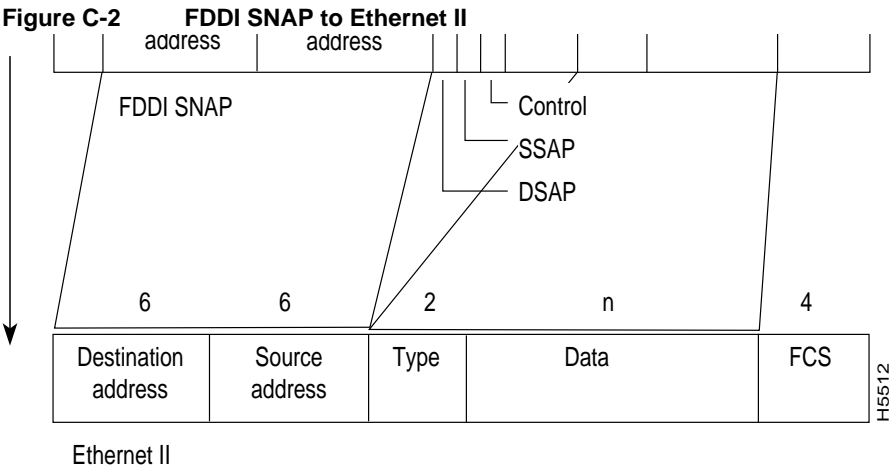 Figure C-2 FDDI SNAP to Ethernet II
address address
FDDI SNAP
Control
SSAP
DSAP
6 6 2 n 4
Destination address
Source address
Type
Data
FCS
H5512
Ethernet II